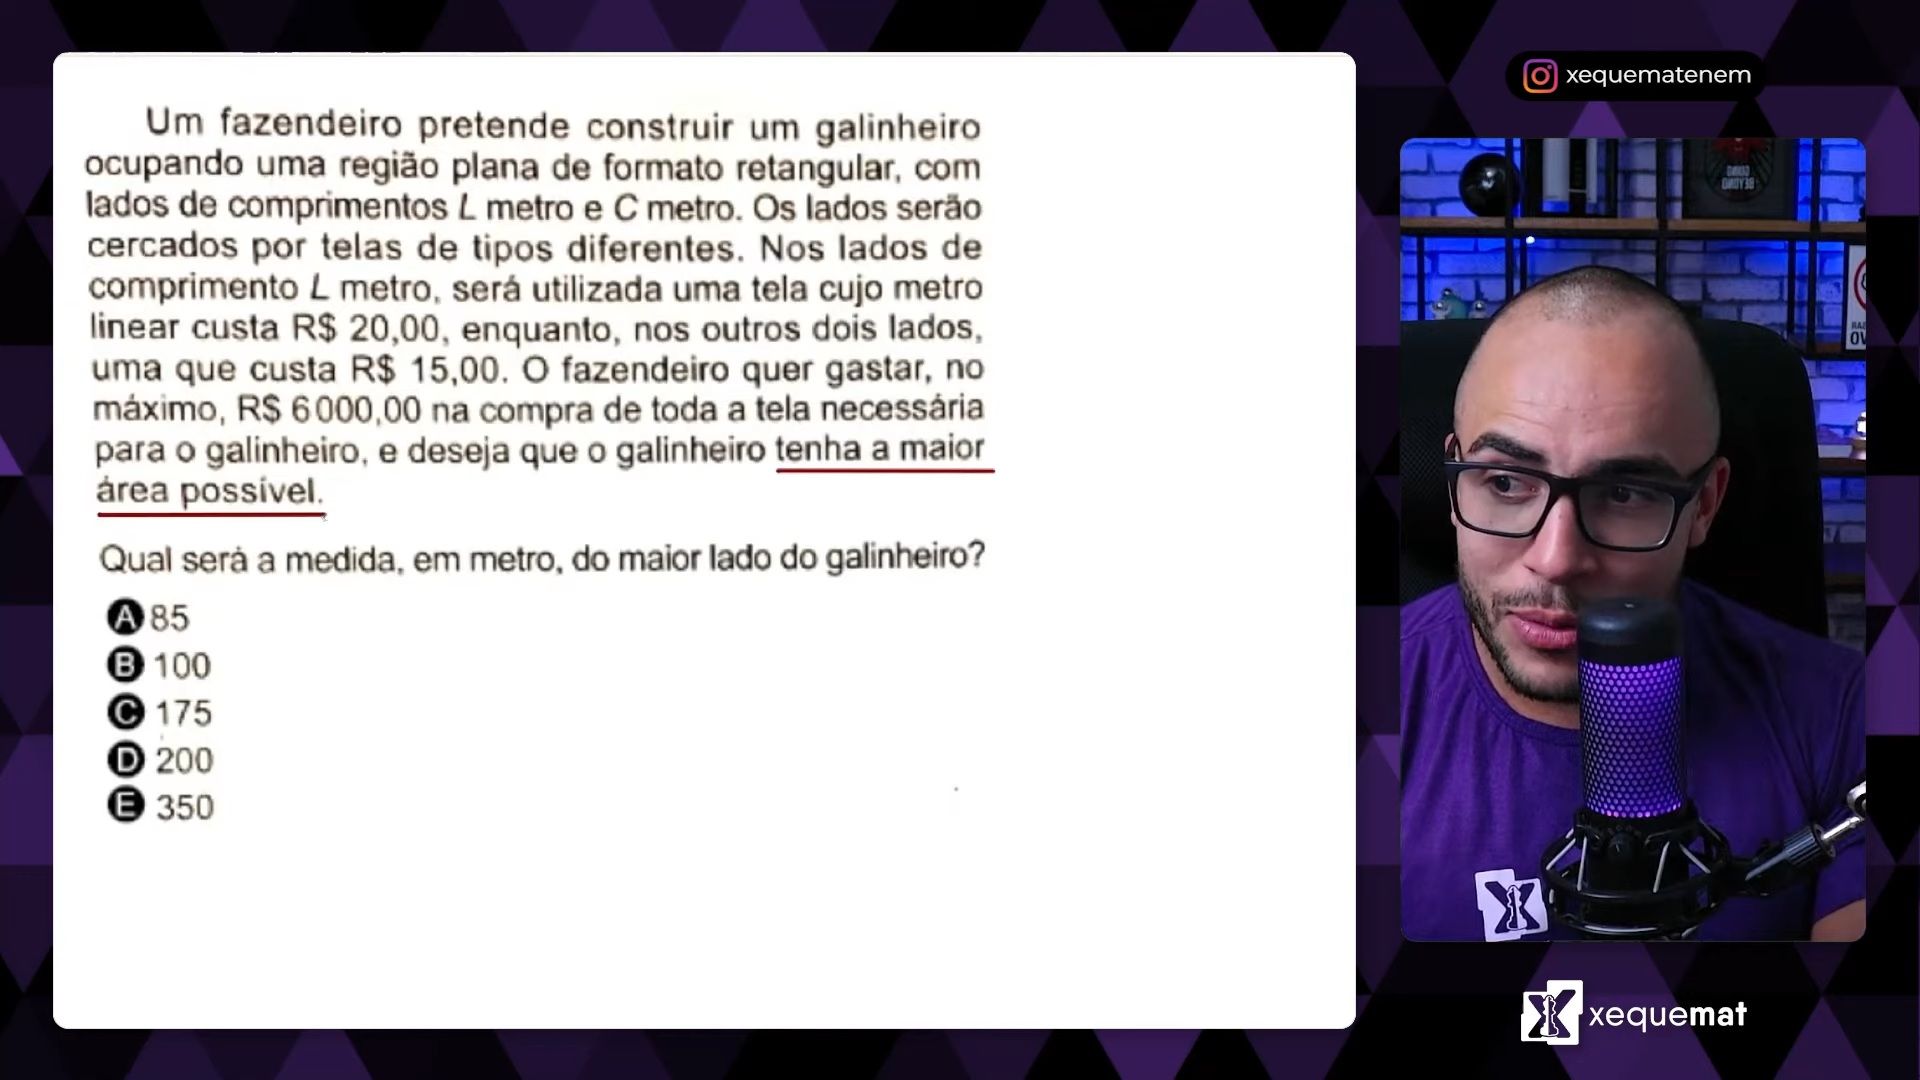 xequematenem
Um fazendeiro pretende construir um galinheiro
ocupando uma região plana de formato retangular, com
lados de comprimentos L metro e C metro. Os lados serão
cercados por telas de tipos diferentes. Nos lados de
comprimento L metro, será utilizada uma tela cujo metro
linear custa R$ 20,00, enquanto, nos outros dois lados,
uma que custa R$ 15,00. O fazendeiro quer gastar, no
máximo, R$ 6000,00 na compra de toda a tela necessária
para o galinheiro, e deseja que o galinheiro tenha a maior
área possível.
Qual será a medida, em metro, do maior lado do galinheiro?
A 85
B 100
C 175
D 200
E 350
xequemat